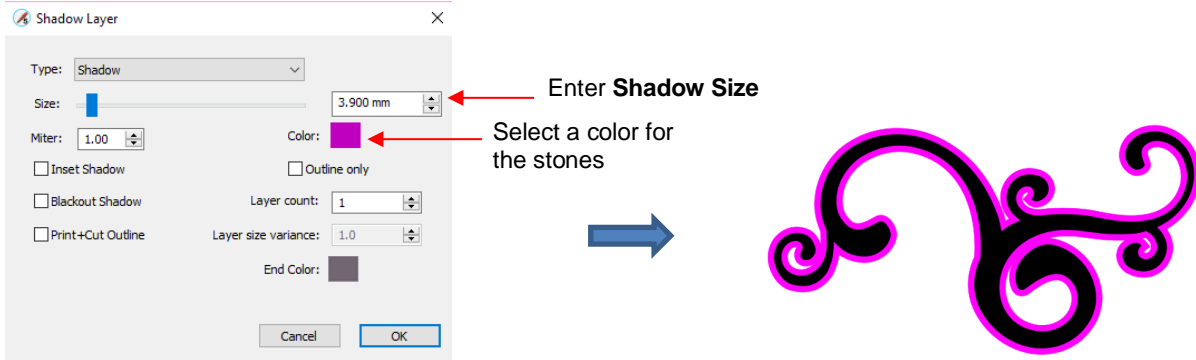 Shadow Layer
Type: Shadow
Size: 3.900 mm
Enter Shadow Size
Miter: 1.00 Color:
Select a color for
the stones
Inset Shadow Outline only
Blackout Shadow Layer count: 1
Print+Cut Outline Layer size variance: 1.0
End Color:
Cancel OK